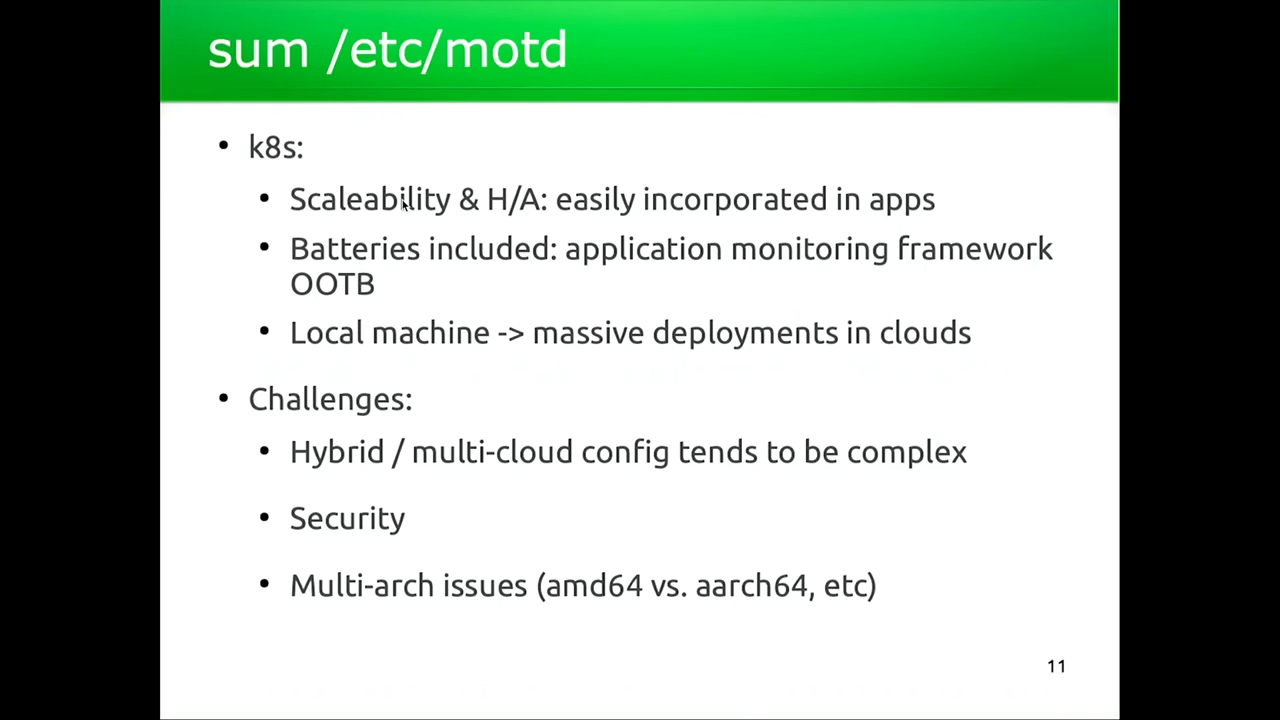 sum /etc/motd
• k8s:
• Scaleability & H/A: easily incorporated in apps
• Batteries included: application monitoring framework
OOTB
• Local machine -> massive deployments in clouds
• Challenges:
• Hybrid / multi-cloud config tends to be complex
• Security
• Multi-arch issues (amd64 vs. aarch64, etc)
11